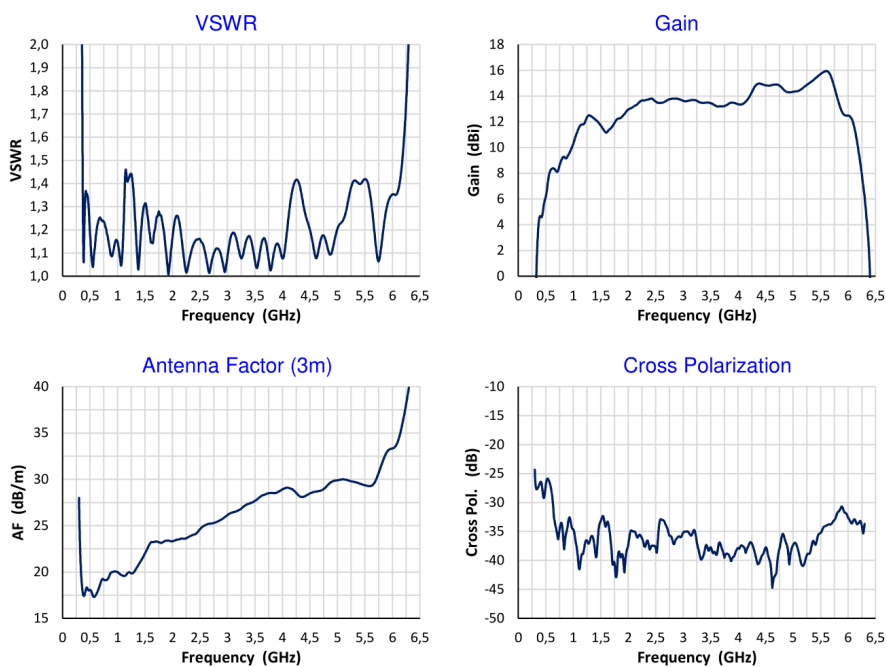 VSWR
2,0
1,9
1,8
1,7
1,6
1,5
1,4
1,3
1,2
1,1
1,0
VSWR
0 0,5 1 1,5 2 2,5 3 3,5 4 4,5 5 5,5 6 6,5
Frequency (GHz)
Gain
18
16
14
12
10
8
6
4
2
0
Gain (dBi)
0 0,5 1 1,5 2 2,5 3 3,5 4 4,5 5 5,5 6 6,5
Frequency (GHz)
Antenna Factor (3m)
40
35
30
25
20
15
AF (dB/m)
0 0,5 1 1,5 2 2,5 3 3,5 4 4,5 5 5,5 6 6,5
Frequency (GHz)
Cross Polarization
-10
-15
-20
-25
-30
-35
-40
-45
-50
Cross Pol. (dB)
0 0,5 1 1,5 2 2,5 3 3,5 4 4,5 5 5,5 6 6,5
Frequency (GHz)